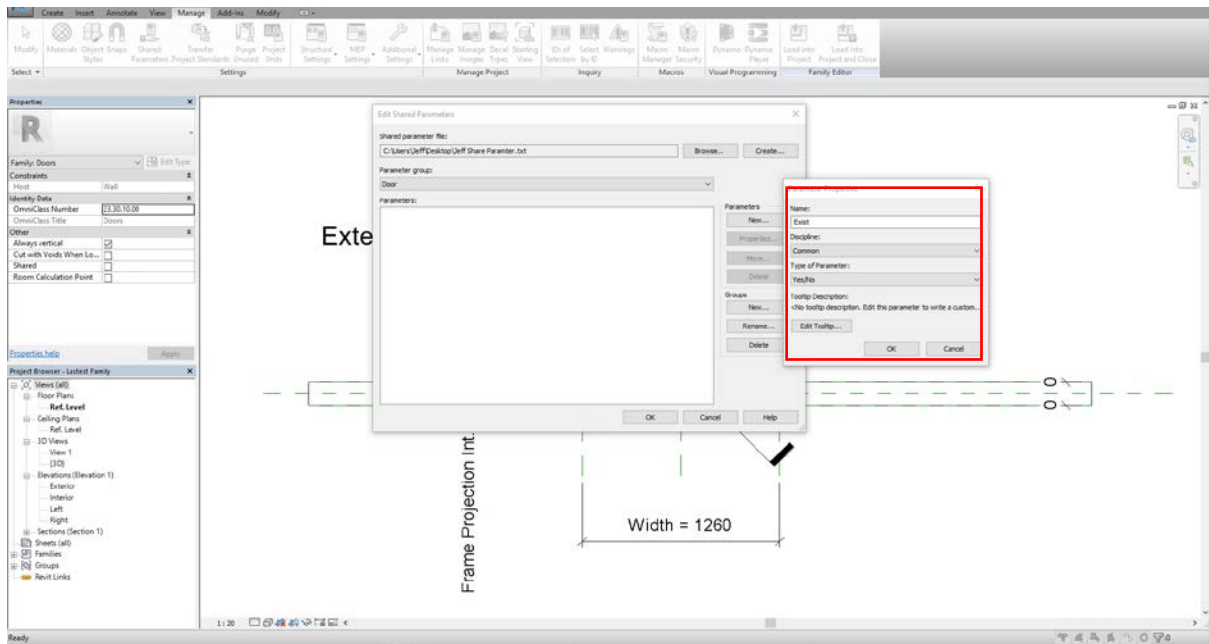 Create Insert Annotate View Manage Add-Ins Modify
Modify Materials Object Styles Snaps Shared Parameters Transfer Project Standards Purge Unused Project Units Structural Settings MEP Settings Additional Settings Manage Links Manage Images Decal Types Starting View IDs of Selection Select by ID Warnings Macro Manager Macro Security Dynamo Dynamo Player Load into Project Load into Project and Close
Select Settings Manage Project Inquiry Macros Visual Programming Family Editor
Properties
R
Family: Doors Edit Type
Constraints
Host Wall
Identity Data
OmniClass Number 23.30.10.00
OmniClass Title Doors
Other
Always vertical
Cut with Voids When Lo...
Shared
Room Calculation Point
Properties help Apply
Project Browser - Lastest Family
Views (all)
Floor Plans
Ref. Level
Ceiling Plans
Ref. Level
3D Views
View 1
{3D}
Elevations (Elevation 1)
Exterior
Interior
Left
Right
Sections (Section 1)
Sheets (all)
Families
Groups
Revit Links
Edit Shared Parameters
Shared parameter file:
C:\Users\Jeff\Desktop\Jeff Share Paramter.txt Browse... Create...
Parameter group:
Door
Parameters:
Parameters
New...
Properties...
Move...
Delete
Groups
New...
Rename...
Delete
OK Cancel Help
Parameter Properties
Name:
Exist
Discipline:
Common
Type of Parameter:
Yes/No
Tooltip Description:
<No tooltip description. Edit this parameter to write a custom...
Edit Tooltip...
OK Cancel
Exte
Frame Projection Int.
Width = 1260
0
0
1 : 20
Ready
:0